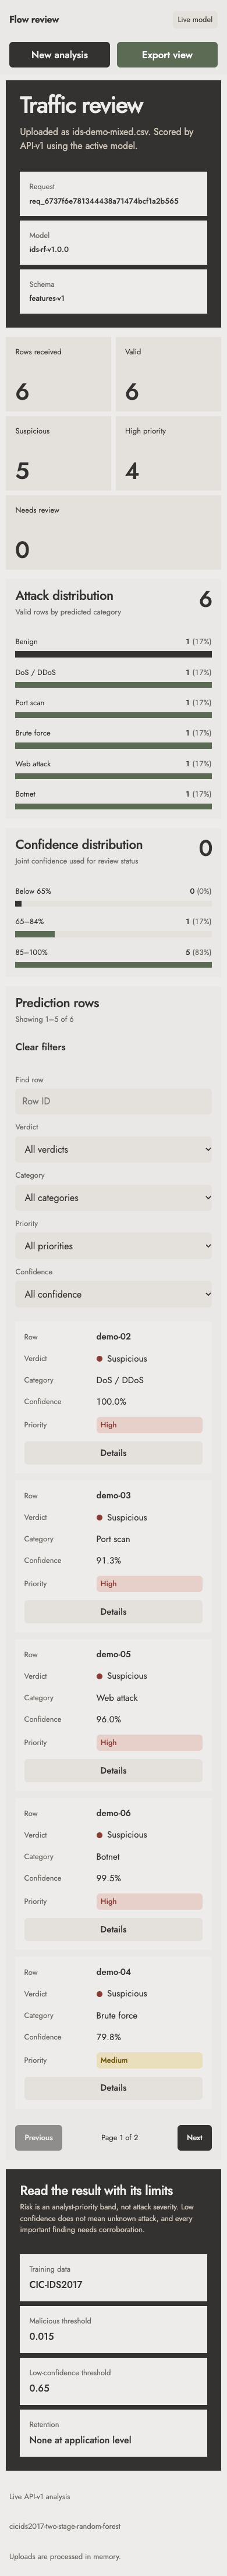 Flow review
Live model
New analysis
Export view
Traffic review
Uploaded as ids-demo-mixed.csv. Scored by
API-v1 using the active model.
Request
req_6737f6e781344438a71474bcf1a2b565
Model
ids-rf-v1.0.0
Schema
features-v1
Rows received
6
Valid
6
Suspicious
5
High priority
4
Needs review
0
Attack distribution
6
Valid rows by predicted category
Benign
1 (17%)
DoS / DDoS
1 (17%)
Port scan
1 (17%)
Brute force
1 (17%)
Web attack
1 (17%)
Botnet
1 (17%)
Confidence distribution
0
Joint confidence used for review status
Below 65%
0 (0%)
65–84%
1 (17%)
85–100%
5 (83%)
Prediction rows
Showing 1–5 of 6
Clear filters
Find row
Row ID
Verdict
All verdicts
Category
All categories
Priority
All priorities
Confidence
All confidence
Row demo-02
Verdict Suspicious
Category DoS / DDoS
Confidence 100.0%
Priority High
Details
Row demo-03
Verdict Suspicious
Category Port scan
Confidence 91.3%
Priority High
Details
Row demo-05
Verdict Suspicious
Category Web attack
Confidence 96.0%
Priority High
Details
Row demo-06
Verdict Suspicious
Category Botnet
Confidence 99.5%
Priority High
Details
Row demo-04
Verdict Suspicious
Category Brute force
Confidence 79.8%
Priority Medium
Details
Previous
Page 1 of 2
Next
Read the result with its limits
Risk is an analyst-priority band, not attack severity. Low
confidence does not mean unknown attack, and every
important finding needs corroboration.
Training data
CIC-IDS2017
Malicious threshold
0.015
Low-confidence threshold
0.65
Retention
None at application level
Live API-v1 analysis
cicids2017-two-stage-random-forest
Uploads are processed in memory.